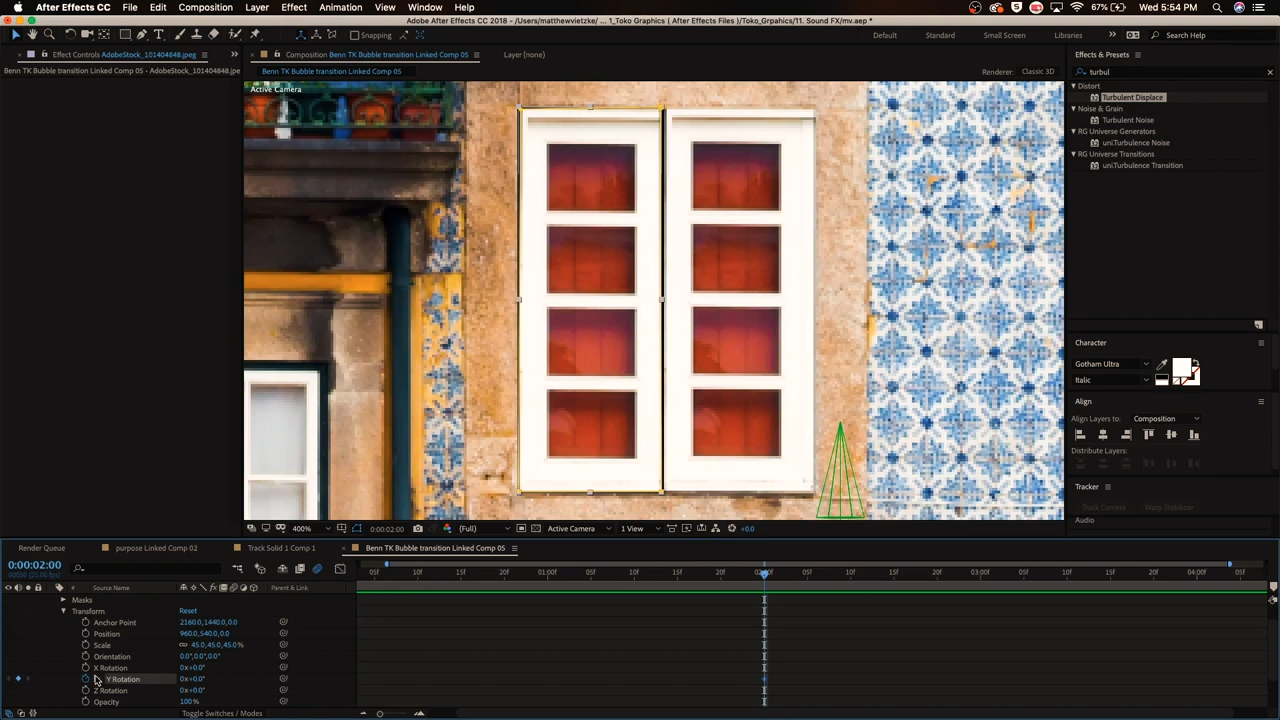 After Effects CC File Edit Composition Layer Effect Animation View Window Help 67% Wed 5:54 PM
Adobe After Effects CC 2018 - /Users/matthewvietzke/ ... 1_Toko Graphics ( After Effects Files )/Toko_Grpahics/11. Sound FX/mv.aep *
Snapping Default Standard Small Screen Libraries Search Help
Effect Controls AdobeStock_101404848.jpeg
Composition Benn TK Bubble transition Linked Comp 05 Layer (none)
Effects & Presets
Benn TK Bubble transition Linked Comp 05 • AdobeStock_101404848.jpe
Benn TK Bubble transition Linked Comp 05
Renderer: Classic 3D
turbul
Active Camera
Distort
Turbulent Displace
Noise & Grain
Turbulent Noise
RG Universe Generators
uni.Turbulence Noise
RG Universe Transitions
uni.Turbulence Transition
Character
Gotham Ultra
Italic
Align
Align Layers to: Composition
Distribute Layers:
Tracker
Track Camera Warp Stabilizer
Audio
400% 0:00:02:00 (Full) Active Camera 1 View +0.0
Render Queue purpose Linked Comp 02 Track Solid 1 Comp 1 Benn TK Bubble transition Linked Comp 05
0:00:02:00
00050 (25.00 fps)
05f 10f 15f 20f 01:00f 05f 10f 15f 20f 02:00f 05f 10f 15f 20f 03:00f 05f 10f 15f 20f 04:00f 05f
# Source Name Parent & Link
Masks
Transform Reset
Anchor Point 2160.0,1440.0,0.0
Position 960.0,540.0,0.0
Scale 45.0,45.0,45.0%
Orientation 0.0°,0.0°,0.0°
X Rotation 0x+0.0°
Y Rotation 0x+0.0°
Z Rotation 0x+0.0°
Opacity 100%
Toggle Switches / Modes